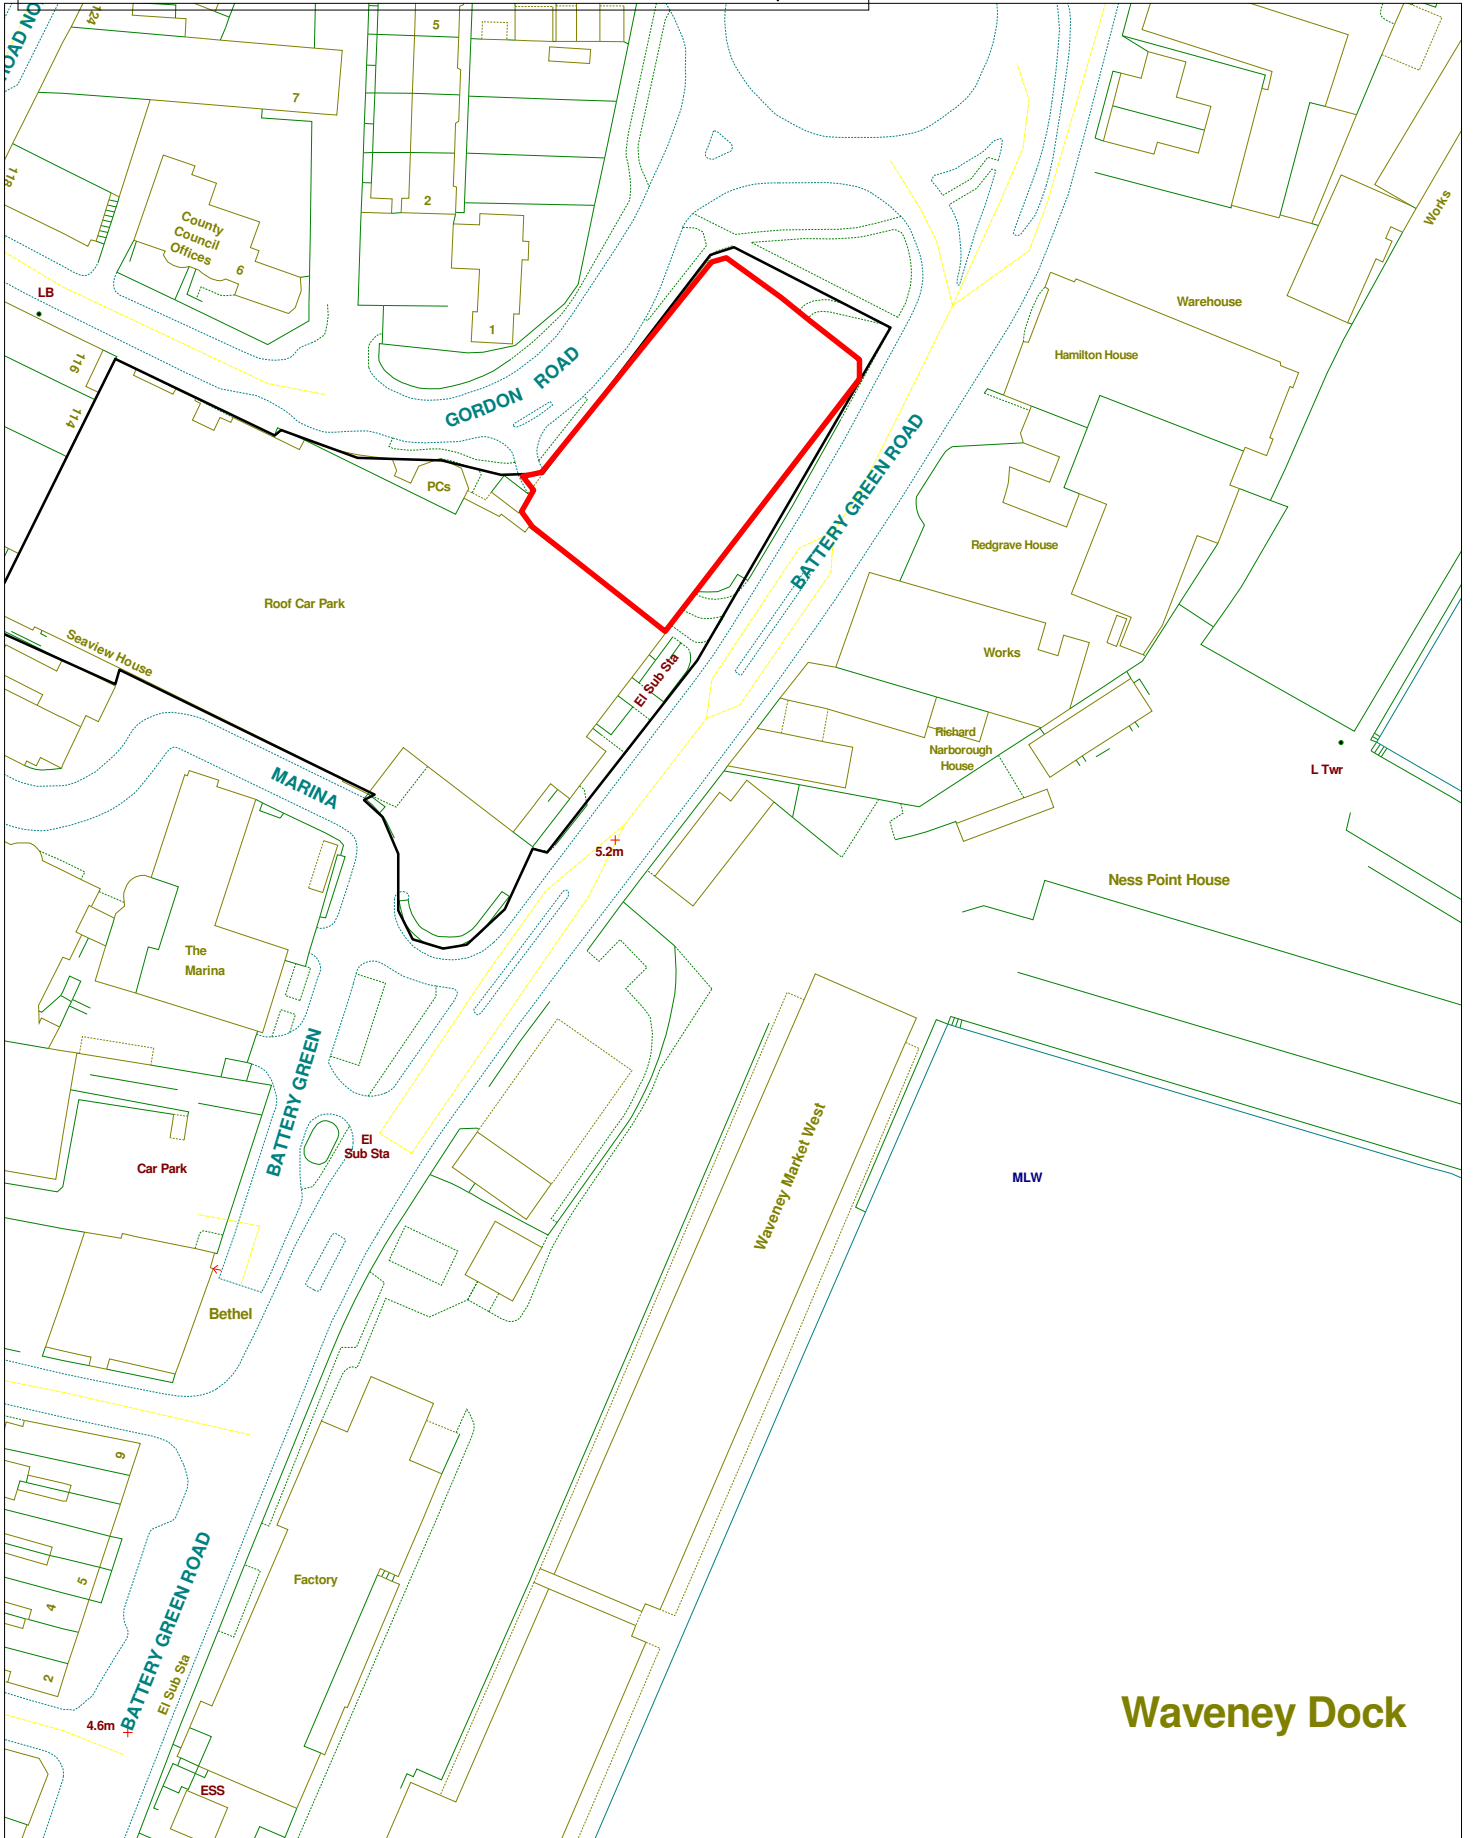 OAD NO
124
5
7
118
2
County
Council
Offices
6
Works
LB
1
Warehouse
Hamilton House
116
GORDON ROAD
114
PCs
BATTERY GREEN ROAD
Redgrave House
Roof Car Park
Seaview House
Works
El Sub Sta
Richard
Narborough
House
L Twr
MARINA
5.2m
Ness Point House
The
Marina
BATTERY GREEN
El
Sub Sta
Car Park
Waveney Market West
MLW
Bethel
9
5
Factory
4
BATTERY GREEN ROAD
2
El Sub Sta
4.6m
Waveney Dock
ESS